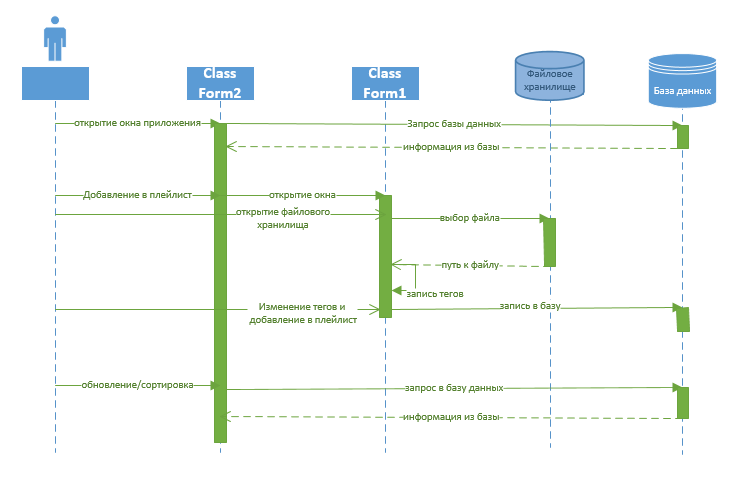 Class
Form2
Class
Form1
Файловое
хранилище
База данных
открытие окна приложения
Запрос базы данных
информация из базы
Добавление в плейлист
открытие окна
открытие файлового
хранилища
выбор файла
путь к файлу
запись тегов
Изменение тегов и
добавление в плейлист
запись в базу
обновление/сортировка
запрос в базу данных
информация из базы